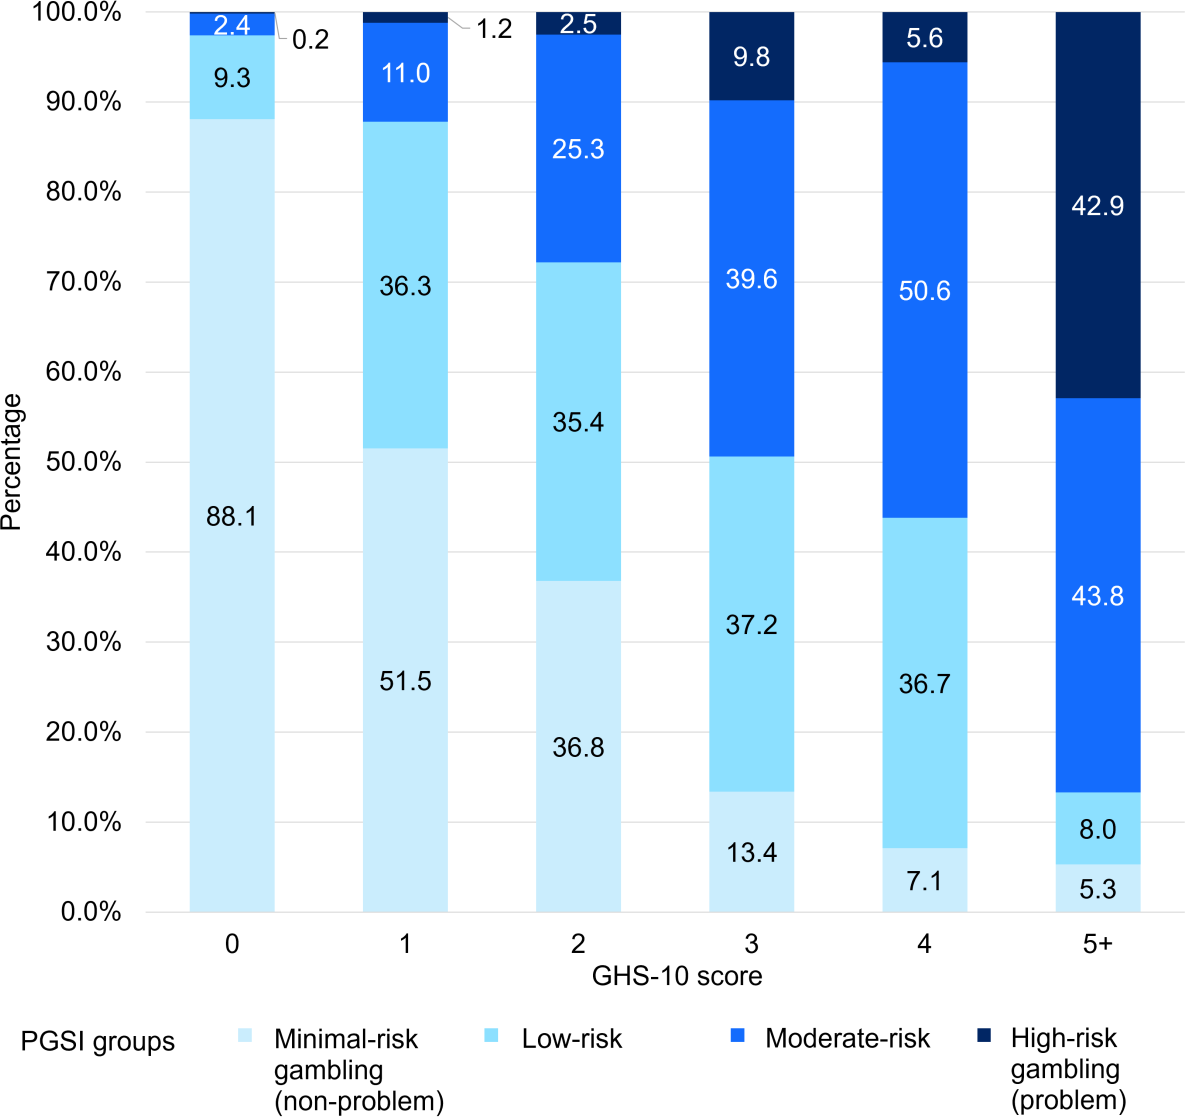 100.0%
90.0%
80.0%
70.0%
60.0%
50.0%
40.0%
30.0%
20.0%
10.0%
0.0%
Percentage
2.4
0.2
9.3
88.1
1.2
11.0
36.3
51.5
2.5
25.3
35.4
36.8
9.8
39.6
37.2
13.4
5.6
50.6
36.7
7.1
42.9
43.8
8.0
5.3
0 1 2 3 4 5+
GHS-10 score
PGSI groups
Minimal-risk
gambling
(non-problem)
Low-risk
Moderate-risk
High-risk
gambling
(problem)